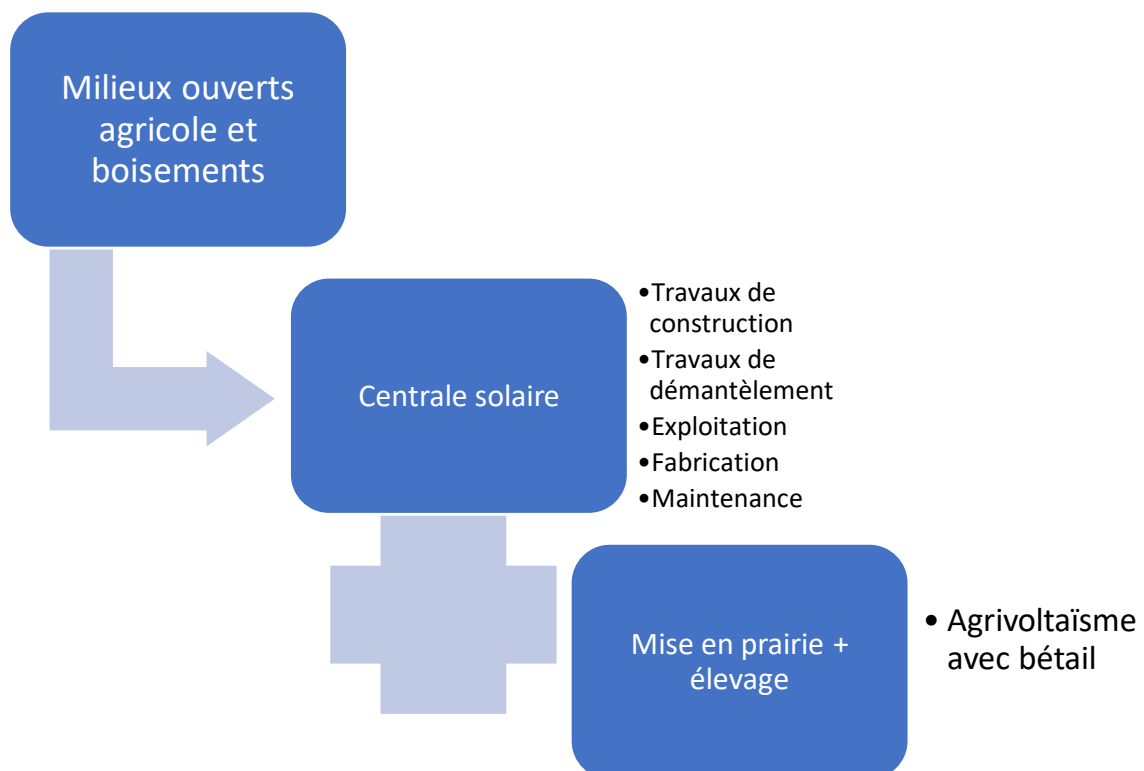 Milieux ouverts
agricole et
boisements
Centrale solaire
•Travaux de
construction
•Travaux de
démantèlement
•Exploitation
•Fabrication
•Maintenance
Mise en prairie +
élevage
• Agrivoltaïsme
avec bétail